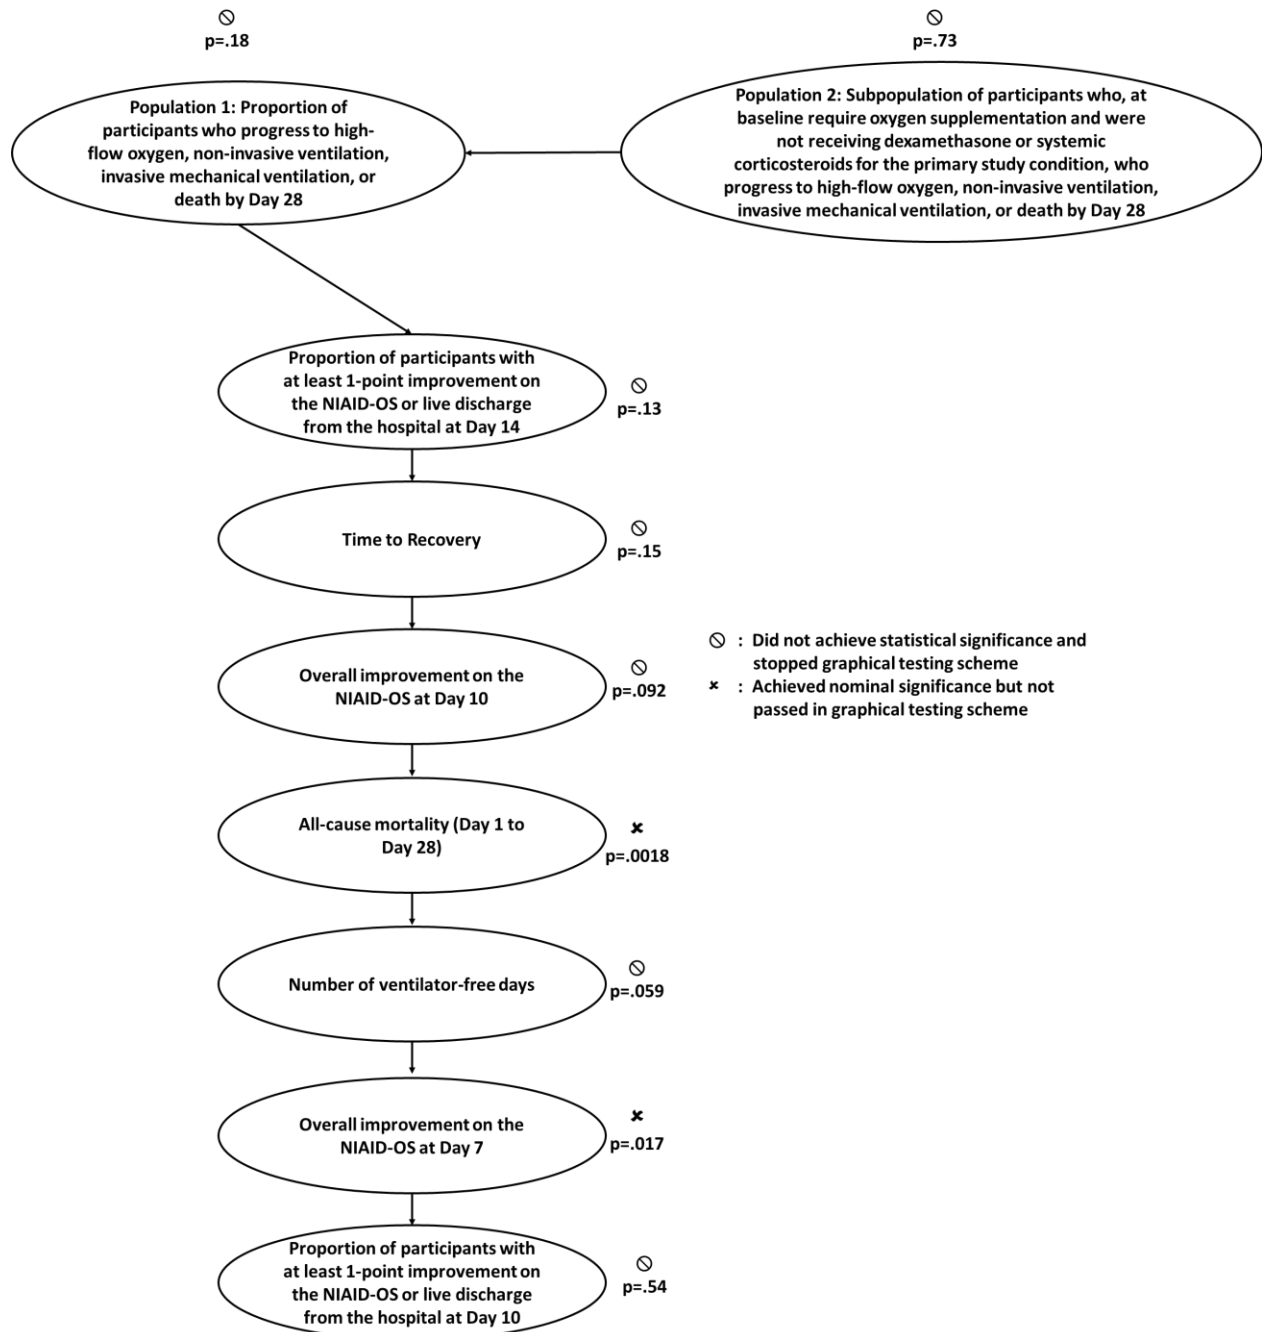 p=.18
Population 1: Proportion of
participants who progress to high-
flow oxygen, non-invasive ventilation,
invasive mechanical ventilation, or
death by Day 28
p=.73
Population 2: Subpopulation of participants who, at
baseline require oxygen supplementation and were
not receiving dexamethasone or systemic
corticosteroids for the primary study condition, who
progress to high-flow oxygen, non-invasive ventilation,
invasive mechanical ventilation, or death by Day 28
Proportion of participants with
at least 1-point improvement on
the NIAID-OS or live discharge
from the hospital at Day 14
p=.13
Time to Recovery
p=.15
Overall improvement on the
NIAID-OS at Day 10
p=.092
⦸ : Did not achieve statistical significance and
stopped graphical testing scheme
✘ : Achieved nominal significance but not
passed in graphical testing scheme
All-cause mortality (Day 1 to
Day 28)
p=.0018
Number of ventilator-free days
p=.059
Overall improvement on the
NIAID-OS at Day 7
p=.017
Proportion of participants with
at least 1-point improvement on
the NIAID-OS or live discharge
from the hospital at Day 10
p=.54